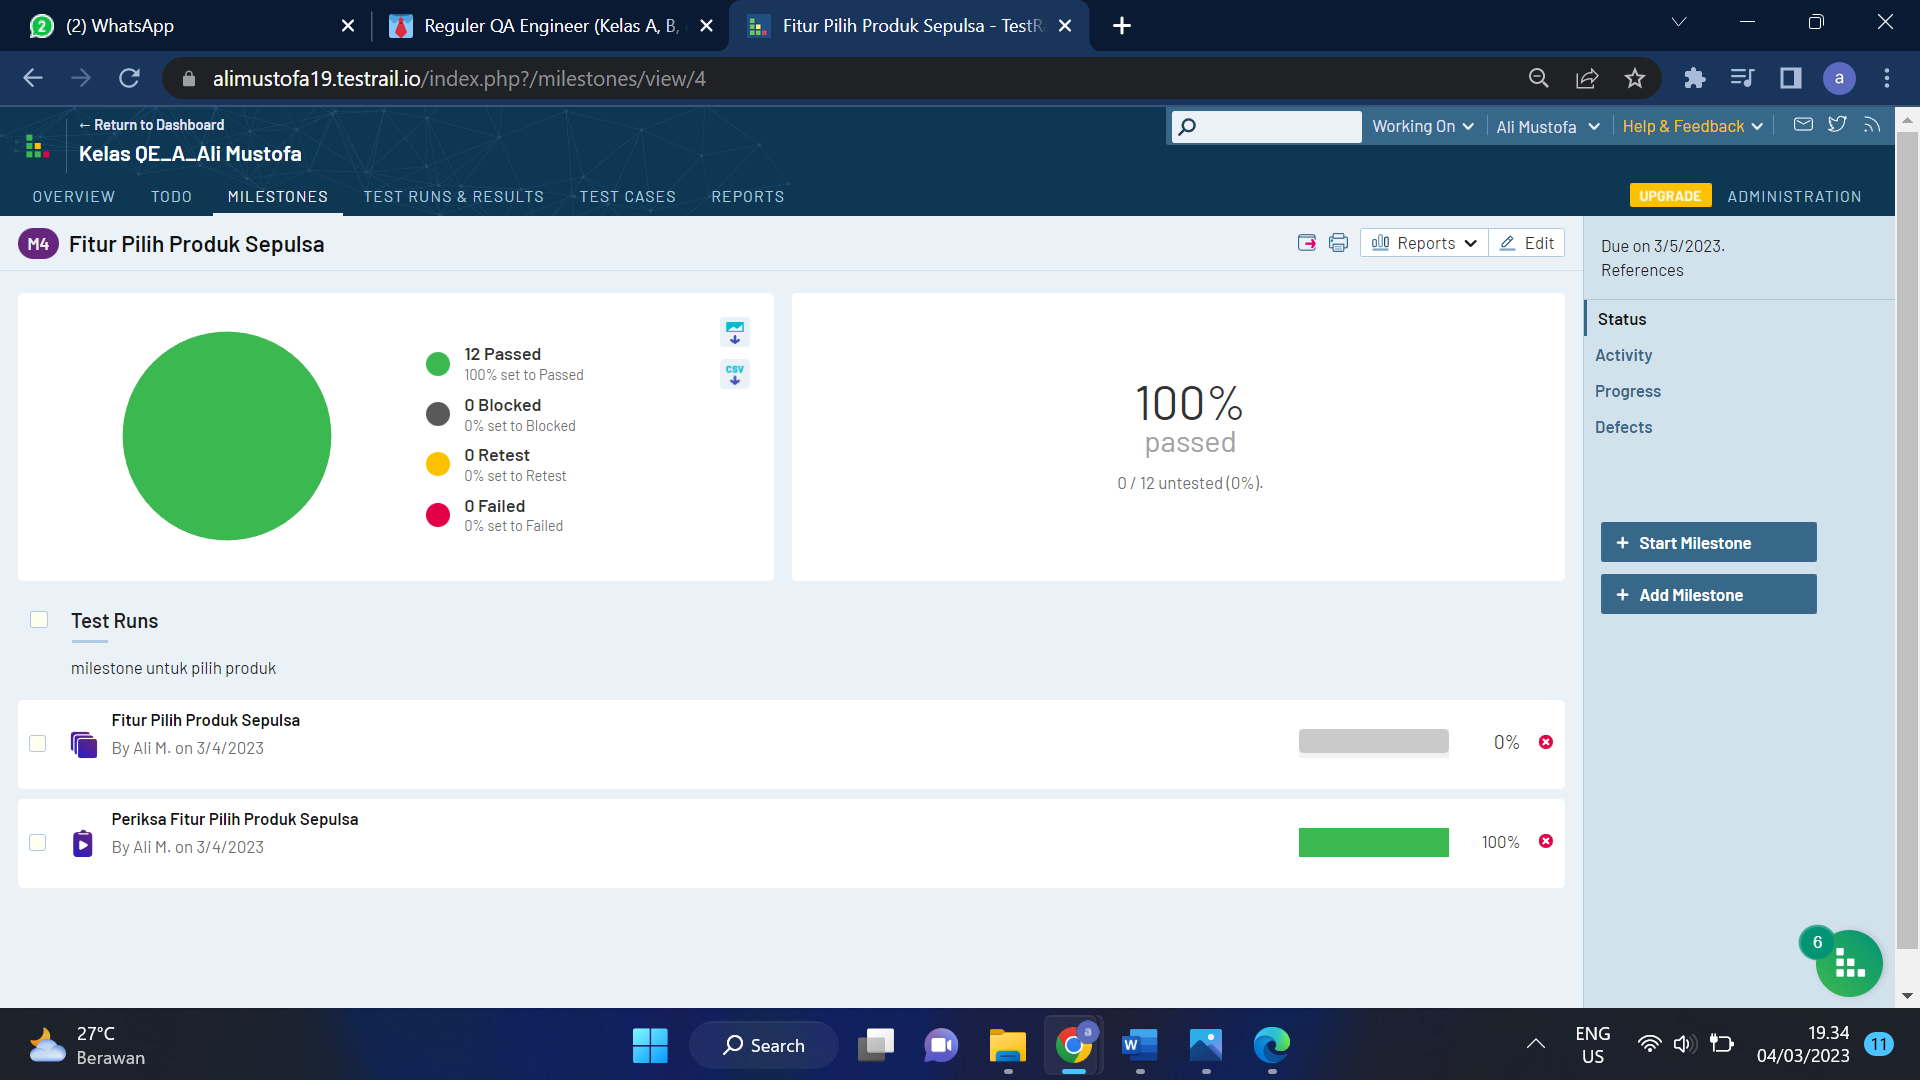 2
(2) WhatsApp
Reguler QA Engineer (Kelas A, B,
Fitur Pilih Produk Sepulsa - TestR
alimustofa19.testrail.io/index.php?/milestones/view/4
a
← Return to Dashboard
Kelas QE_A_Ali Mustofa
Working On
Ali Mustofa
Help & Feedback
OVERVIEW
TODO
MILESTONES
TEST RUNS & RESULTS
TEST CASES
REPORTS
UPGRADE
ADMINISTRATION
M4
Fitur Pilih Produk Sepulsa
Reports
Edit
Due on 3/5/2023.
References
Status
Activity
Progress
Defects
+ Start Milestone
+ Add Milestone
12 Passed
100% set to Passed
0 Blocked
0% set to Blocked
0 Retest
0% set to Retest
0 Failed
0% set to Failed
CSV
100%
passed
0 / 12 untested (0%).
Test Runs
milestone untuk pilih produk
Fitur Pilih Produk Sepulsa
By Ali M. on 3/4/2023
0%
Periksa Fitur Pilih Produk Sepulsa
By Ali M. on 3/4/2023
100%
6
27°C
Berawan
Search
a
W
ENG
US
19.34
04/03/2023
11